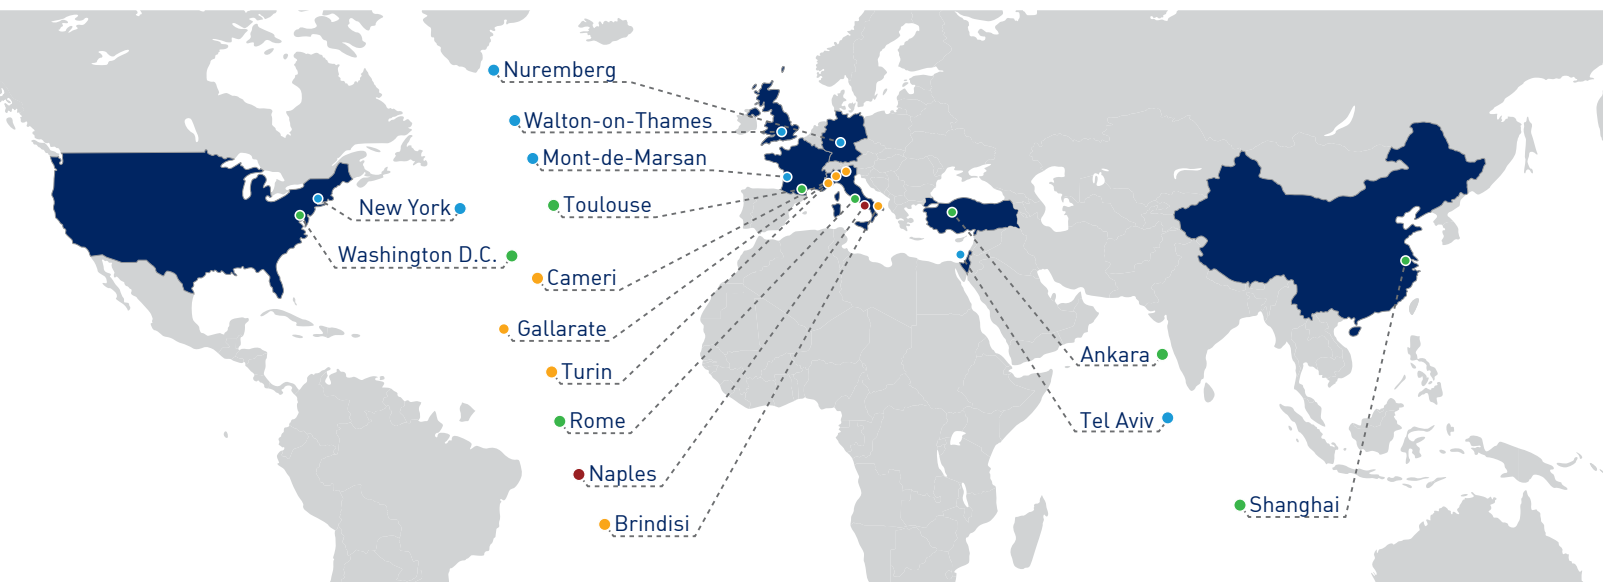 Nuremberg
Walton-on-Thames
Mont-de-Marsan
Toulouse
New York
Washington D.C.
Cameri
Gallarate
Turin
Rome
Naples
Brindisi
Ankara
Tel Aviv
Shanghai